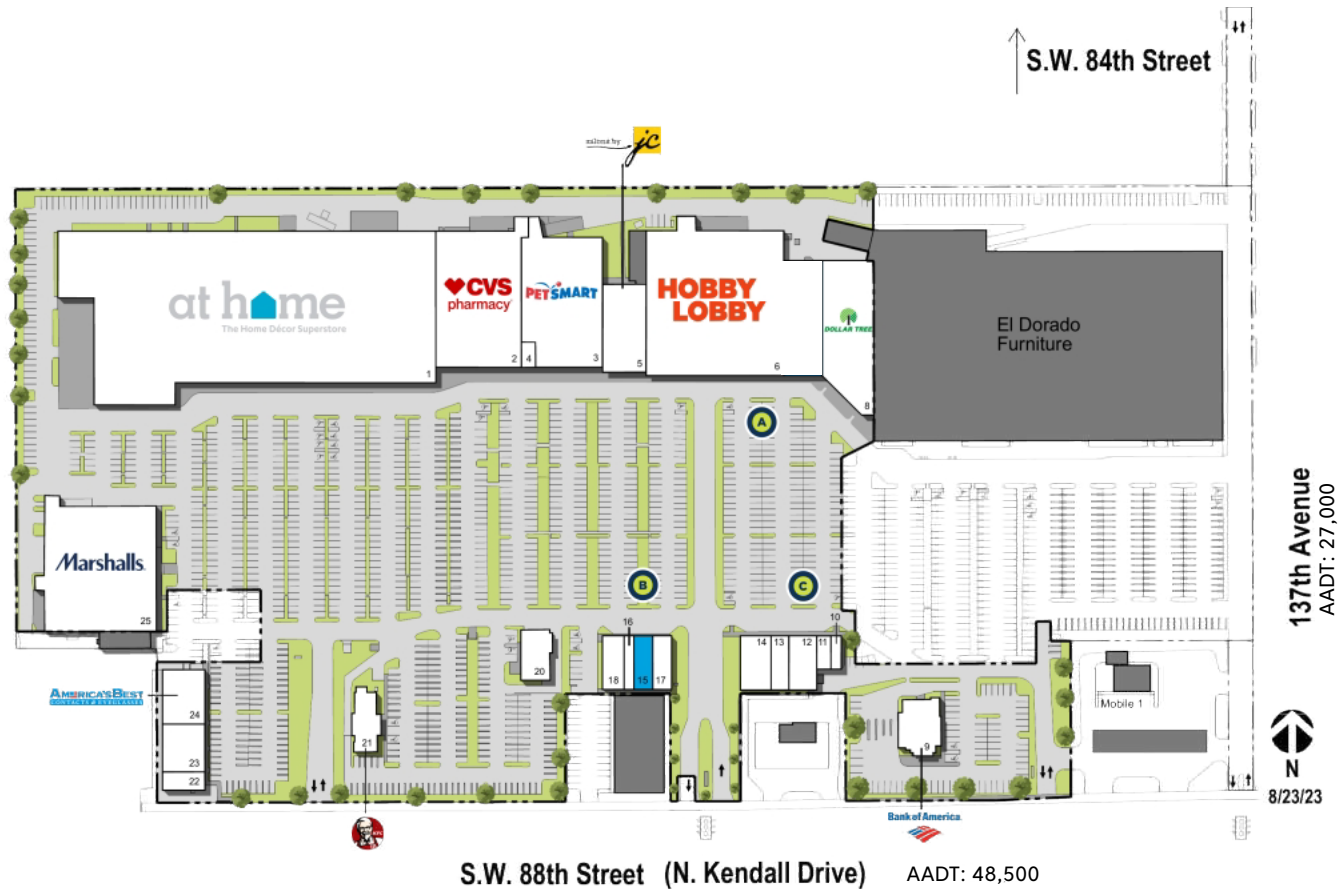 S.W. 84th Street
salons by jc
at home
The Home Décor Superstore
1
CVS
pharmacy
2
4
PETSMART
3
5
HOBBY
LOBBY
6
DOLLAR TREE
8
El Dorado
Furniture
A
B
C
137th Avenue
AADT: 27,000
Marshalls
25
16
18
15
17
20
14
13
12
11
10
AMERICA'S BEST
CONTACTS & EYEGLASSES
24
23
22
21
KFC
9
Bank of America
Mobile 1
N
8/23/23
S.W. 88th Street (N. Kendall Drive)
AADT: 48,500